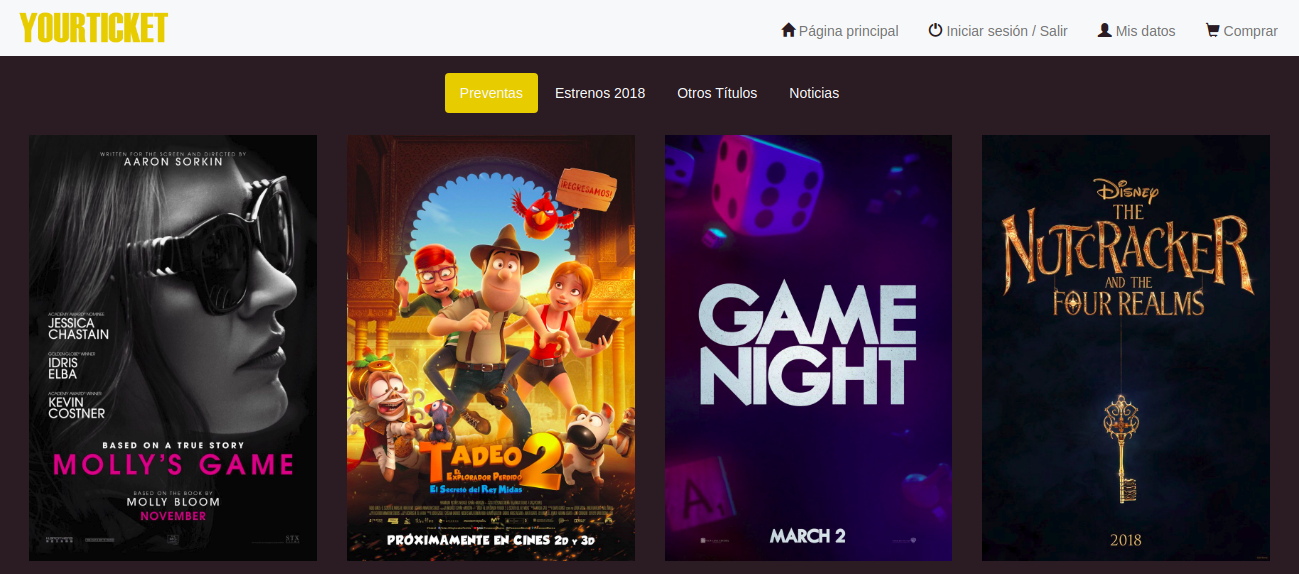 YOURTICKET
Página principal
Iniciar sesión / Salir
Mis datos
Comprar
Preventas
Estrenos 2018
Otros Títulos
Noticias
WRITTEN FOR THE SCREEN AND DIRECTED BY
AARON SORKIN
ACADEMY AWARD NOMINEE
JESSICA
CHASTAIN
GOLDEN GLOBE WINNER
IDRIS
ELBA
ACADEMY AWARD WINNER
KEVIN
COSTNER
BASED ON A TRUE STORY
MOLLY'S GAME
BASED ON THE BOOK BY
MOLLY BLOOM
NOVEMBER
STX
¡REGRESAMOS!
TADEO 2
EL
EXPLORADOR PERDIDO
El Secreto del Rey Midas
PRÓXIMAMENTE EN CINES 2D Y 3D
GAME
NIGHT
A
MARCH 2
DISNEY
THE
NUTCRACKER
AND THE
FOUR REALMS
2018